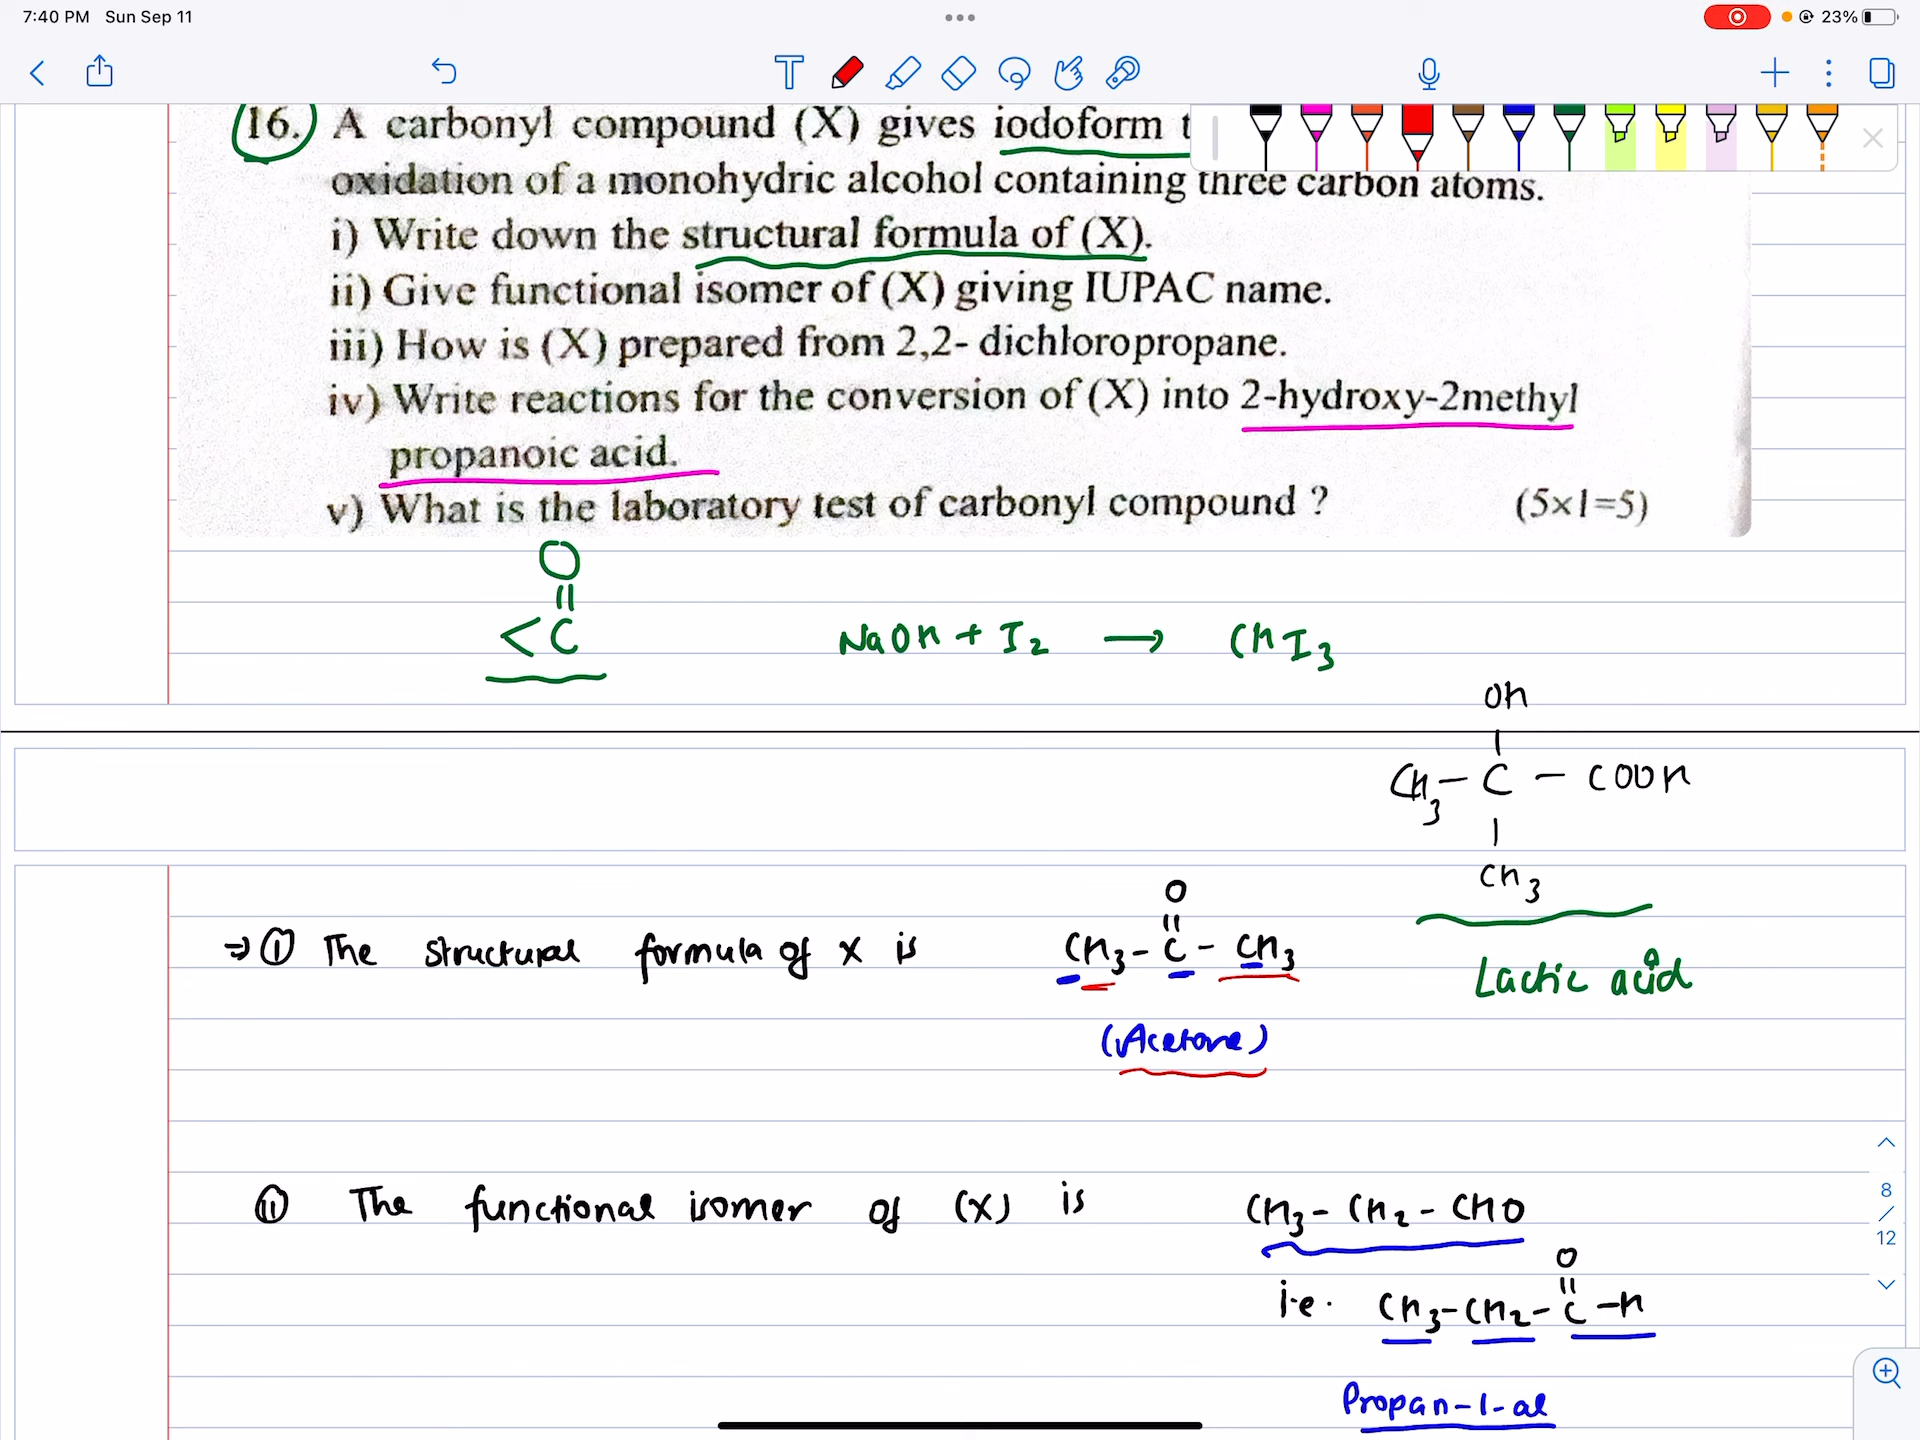 7:40 PM Sun Sep 11
23%
T
16. A carbonyl compound (X) gives iodoform t
oxidation of a monohydric alcohol containing three carbon atoms.
i) Write down the structural formula of (X).
ii) Give functional isomer of (X) giving IUPAC name.
iii) How is (X) prepared from 2,2- dichloropropane.
iv) Write reactions for the conversion of (X) into 2-hydroxy-2methyl
propanoic acid.
v) What is the laboratory test of carbonyl compound ? (5×1=5)
O
||
<C NaOH + I2 → CHI3
OH
|
CH3 - C - COOH
|
CH3
O
||
⇒ (i) The structural formula of X is CH3 - C - CH3
Lactic acid
(Acetone)
(ii) The functional isomer of (X) is CH3 - CH2 - CHO
O
||
i.e. CH3-CH2-C-H
Propan-1-al
8
/
12